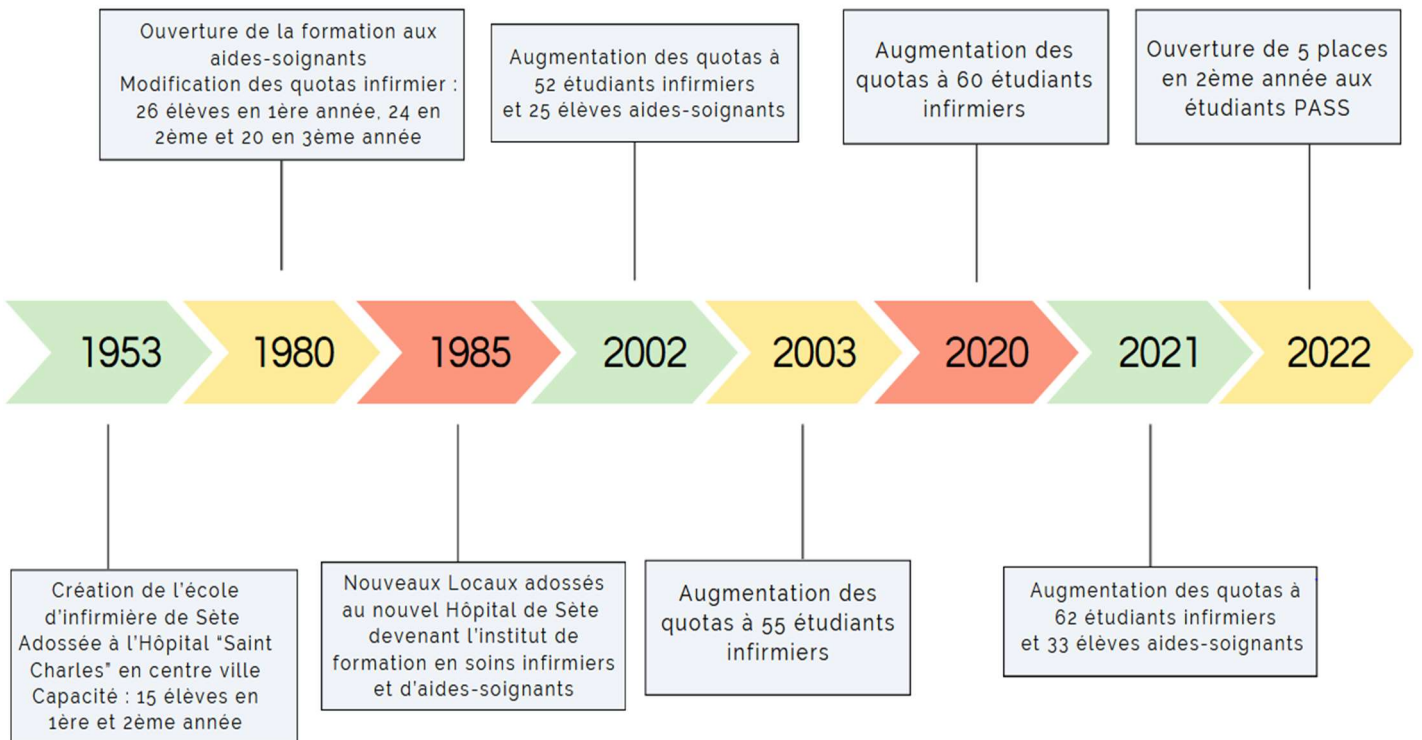 Ouverture de la formation aux
aides-soignants
Modification des quotas infirmier :
26 élèves en 1ère année, 24 en
2ème et 20 en 3ème année
Augmentation des quotas à
52 étudiants infirmiers
et 25 élèves aides-soignants
Augmentation des
quotas à 60 étudiants
infirmiers
Ouverture de 5 places
en 2ème année aux
étudiants PASS
1953
1980
1985
2002
2003
2020
2021
2022
Création de l'école
d'infirmière de Sète
Adossée à l'Hôpital "Saint
Charles" en centre ville
Capacité : 15 élèves en
1ère et 2ème année
Nouveaux Locaux adossés
au nouvel Hôpital de Sète
devenant l'institut de
formation en soins infirmiers
et d'aides-soignants
Augmentation des
quotas à 55 étudiants
infirmiers
Augmentation des quotas à
62 étudiants infirmiers
et 33 élèves aides-soignants